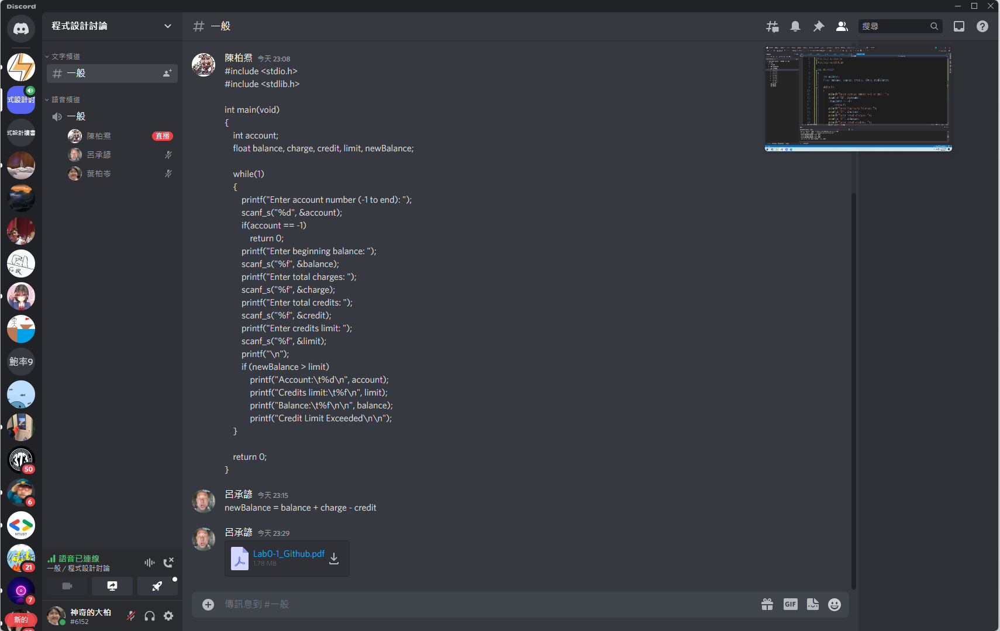 Discord
程式設計討論
一般
搜尋
文字頻道
一般
語音頻道
一般
陳柏焄
直播
呂承諺
葉柏岑
式設計討
式設計讀書
鮑率9
50
6
NTUST
21
7
新的
陳柏焄 今天 23:08
#include <stdio.h>
#include <stdlib.h>
int main(void)
{
int account;
float balance, charge, credit, limit, newBalance;
while(1)
{
printf("Enter account number (-1 to end): ");
scanf_s("%d", &account);
if(account == -1)
return 0;
printf("Enter beginning balance: ");
scanf_s("%f", &balance);
printf("Enter total charges: ");
scanf_s("%f", &charge);
printf("Enter total credits: ");
scanf_s("%f", &credit);
printf("Enter credits limit: ");
scanf_s("%f", &limit);
printf("\n");
if (newBalance > limit)
printf("Account:\t%d\n", account);
printf("Credits limit:\t%f\n", limit);
printf("Balance:\t%f\n\n", balance);
printf("Credit Limit Exceeded\n\n");
}
return 0;
}
呂承諺 今天 23:15
newBalance = balance + charge - credit
呂承諺 今天 23:29
Lab0-1_Github.pdf
1.78 MB
傳訊息到 #一般
GIF
語音已連線
一般 / 程式設計討論
神奇的大柏
#6152